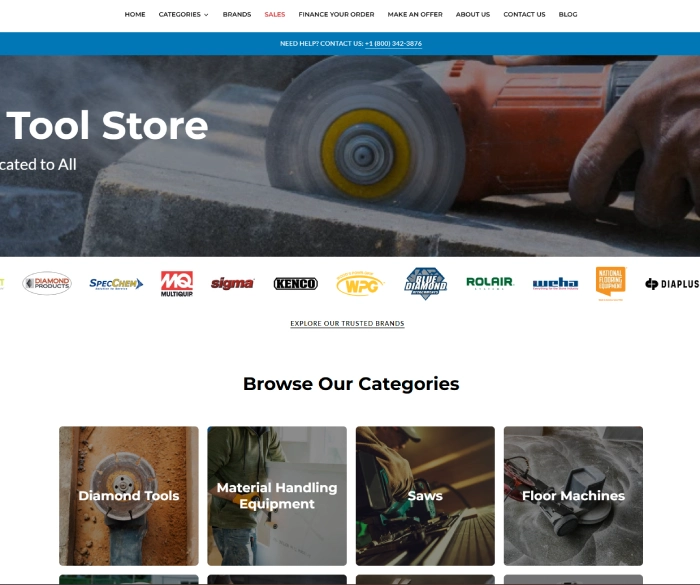 HOME CATEGORIES BRANDS SALES FINANCE YOUR ORDER MAKE AN OFFER ABOUT US CONTACT US BLOG
NEED HELP? CONTACT US: +1 (800) 342-3876
Tool Store
cated to All
DIAMOND PRODUCTS
SPECCHEM
MQ MULTIQUIP
sigma
KENCO
WPG
BLUE DIAMOND
ROLAIR SYSTEMS
weha
NATIONAL FLOORING EQUIPMENT
DIAPLUS
EXPLORE OUR TRUSTED BRANDS
Browse Our Categories
Diamond Tools
Material Handling
Equipment
Saws
Floor Machines